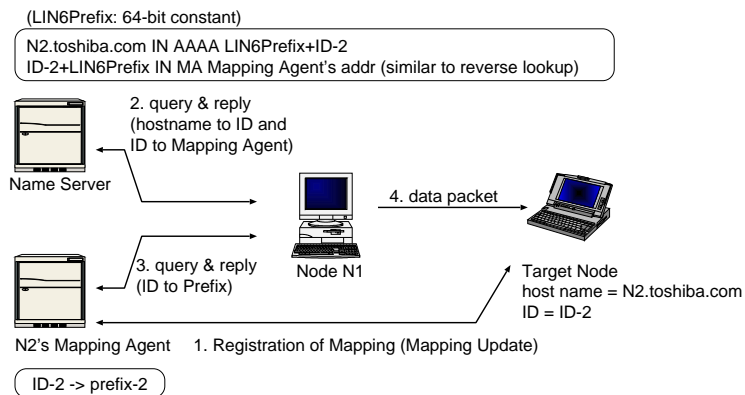 (LIN6Prefix: 64-bit constant)
N2.toshiba.com IN AAAA LIN6Prefix+ID-2
ID-2+LIN6Prefix IN MA Mapping Agent's addr (similar to reverse lookup)
2. query & reply
(hostname to ID and
ID to Mapping Agent)
Name Server
4. data packet
3. query & reply
(ID to Prefix)
Node N1
Target Node
host name = N2.toshiba.com
ID = ID-2
N2's Mapping Agent
1. Registration of Mapping (Mapping Update)
ID-2 -> prefix-2